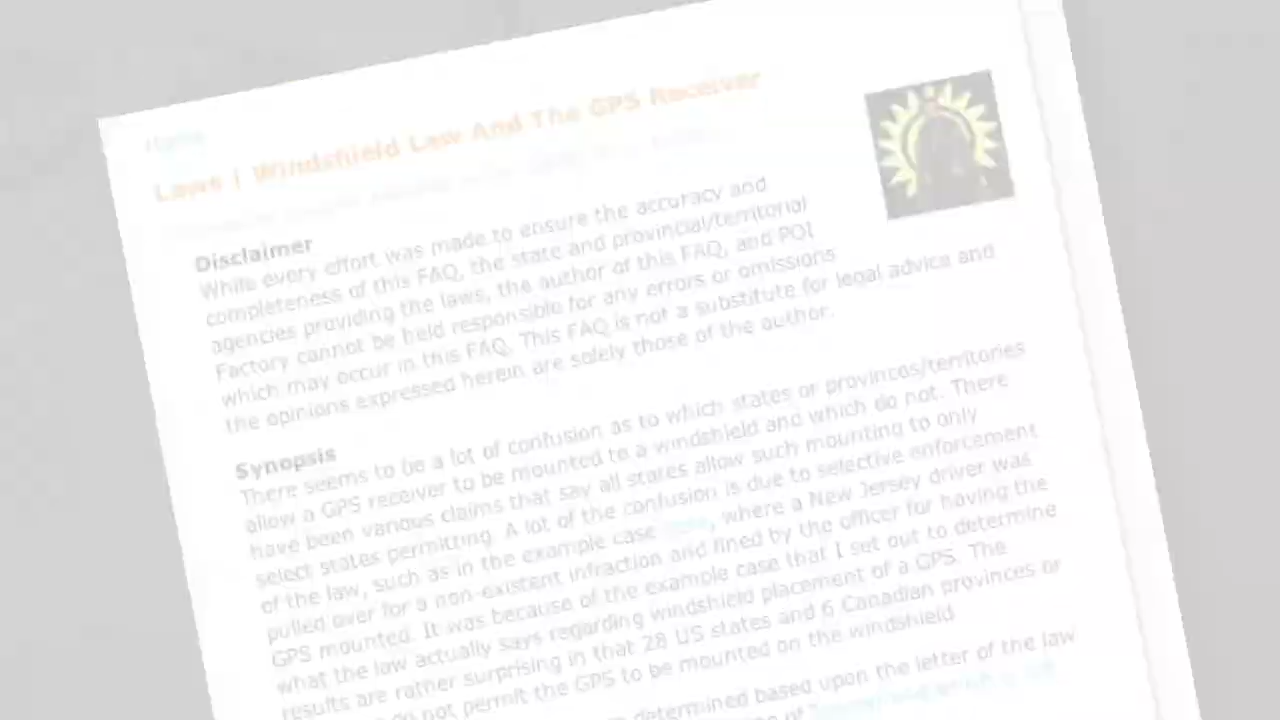 Home
Laws | Windshield Law And The GPS Receiver
Disclaimer
While every effort was made to ensure the accuracy and
completeness of this FAQ, the state and provincial/territorial
agencies providing the laws, the author of this FAQ, and POI
Factory cannot be held responsible for any errors or omissions
which may occur in this FAQ. This FAQ is not a substitute for legal advice and
the opinions expressed herein are solely those of the author.
Synopsis
There seems to be a lot of confusion as to which states or provinces/territories
allow a GPS receiver to be mounted to a windshield and which do not. There
have been various claims that say all states allow such mounting to only
select states permitting. A lot of the confusion is due to selective enforcement
of the law, such as in the example case , where a New Jersey driver was
pulled over for a non-existent infraction and fined by the officer for having the
GPS mounted. It was because of the example case that I set out to determine
what the law actually says regarding windshield placement of a GPS. The
results are rather surprising in that 28 US states and 6 Canadian provinces or
do not permit the GPS to be mounted on the windshield
determined based upon the letter of the law
of